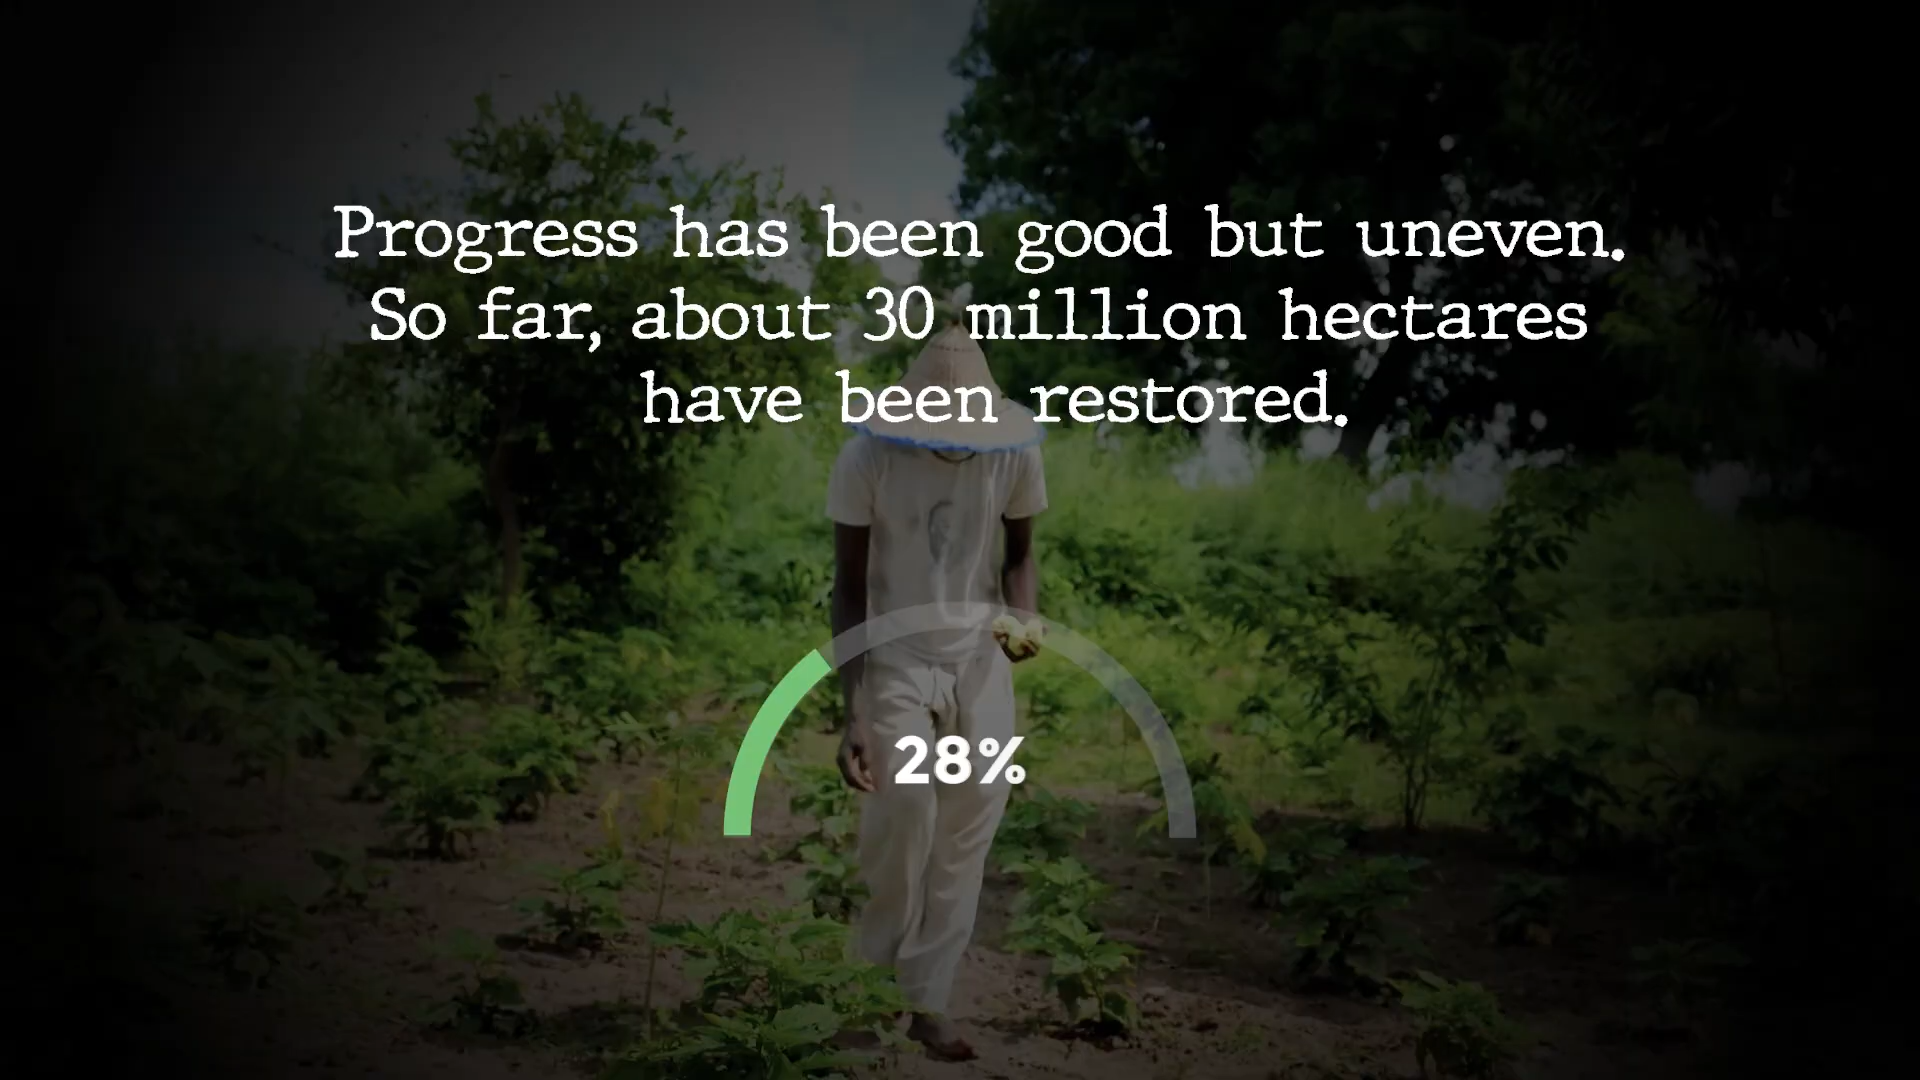 Progress has been good but uneven.
So far, about 30 million hectares
have been restored.
28%